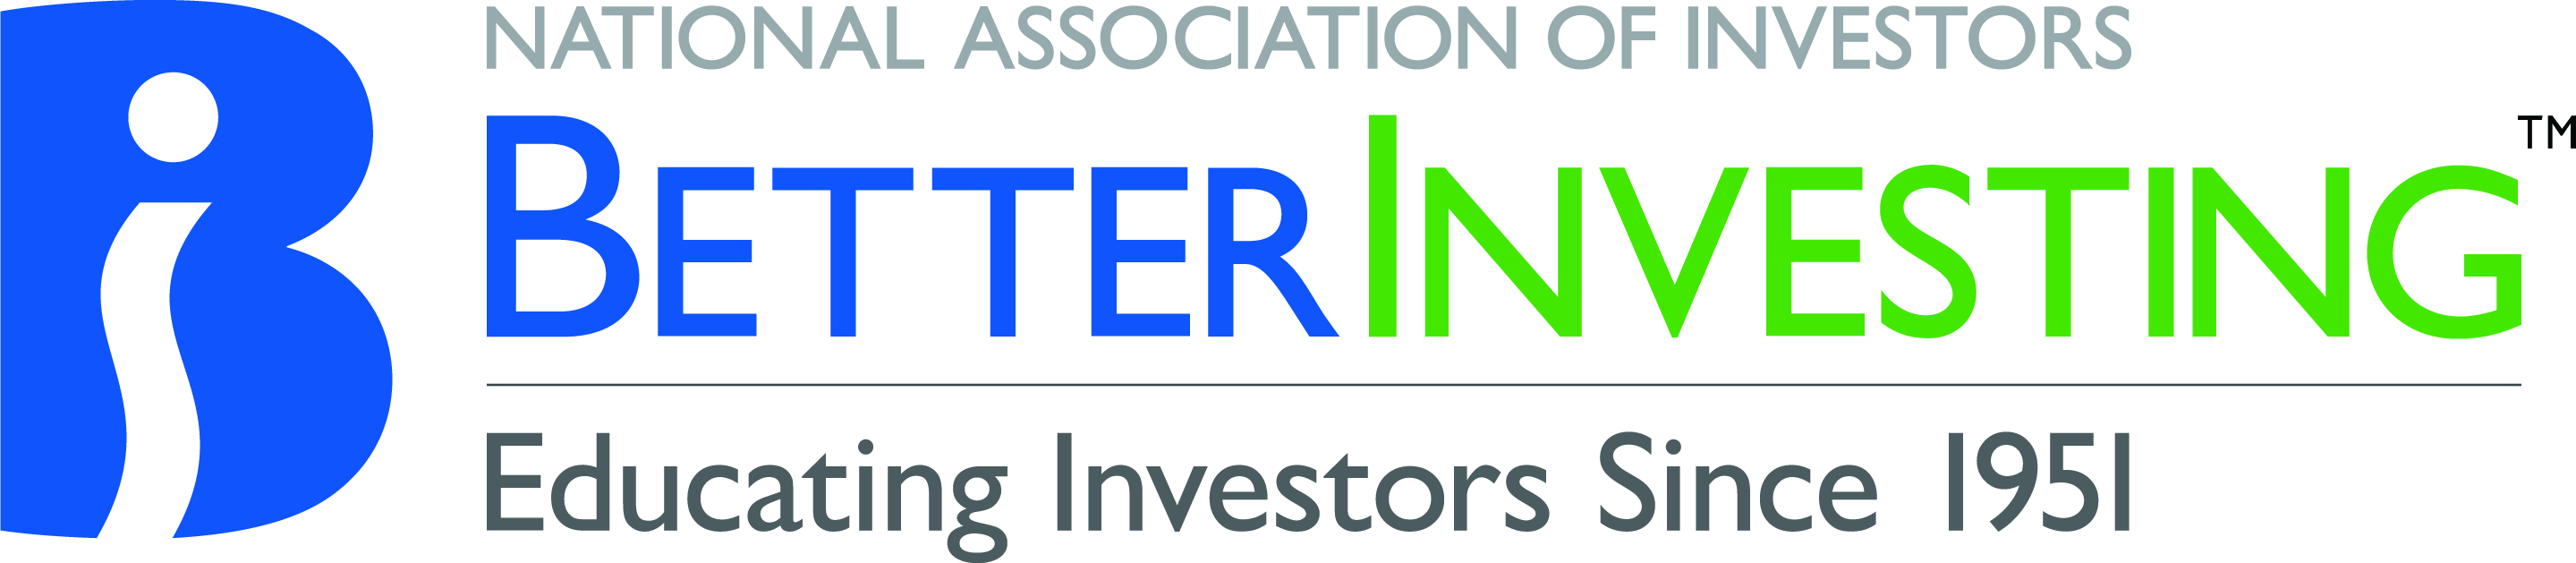 NATIONAL ASSOCIATION OF INVESTORS
BETTERINVESTING™
Educating Investors Since 1951